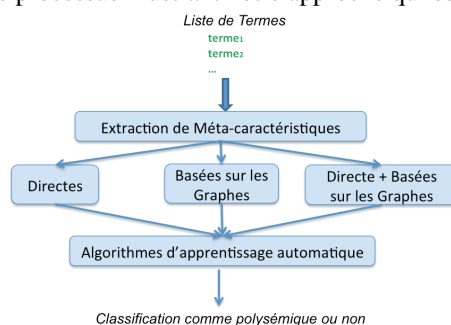 Liste de Termes
terme1
terme2
...
Extraction de Méta-caractéristiques
Directes
Basées sur les
Graphes
Directe + Basées
sur les Graphes
Algorithmes d'apprentissage automatique
Classification comme polysémique ou non